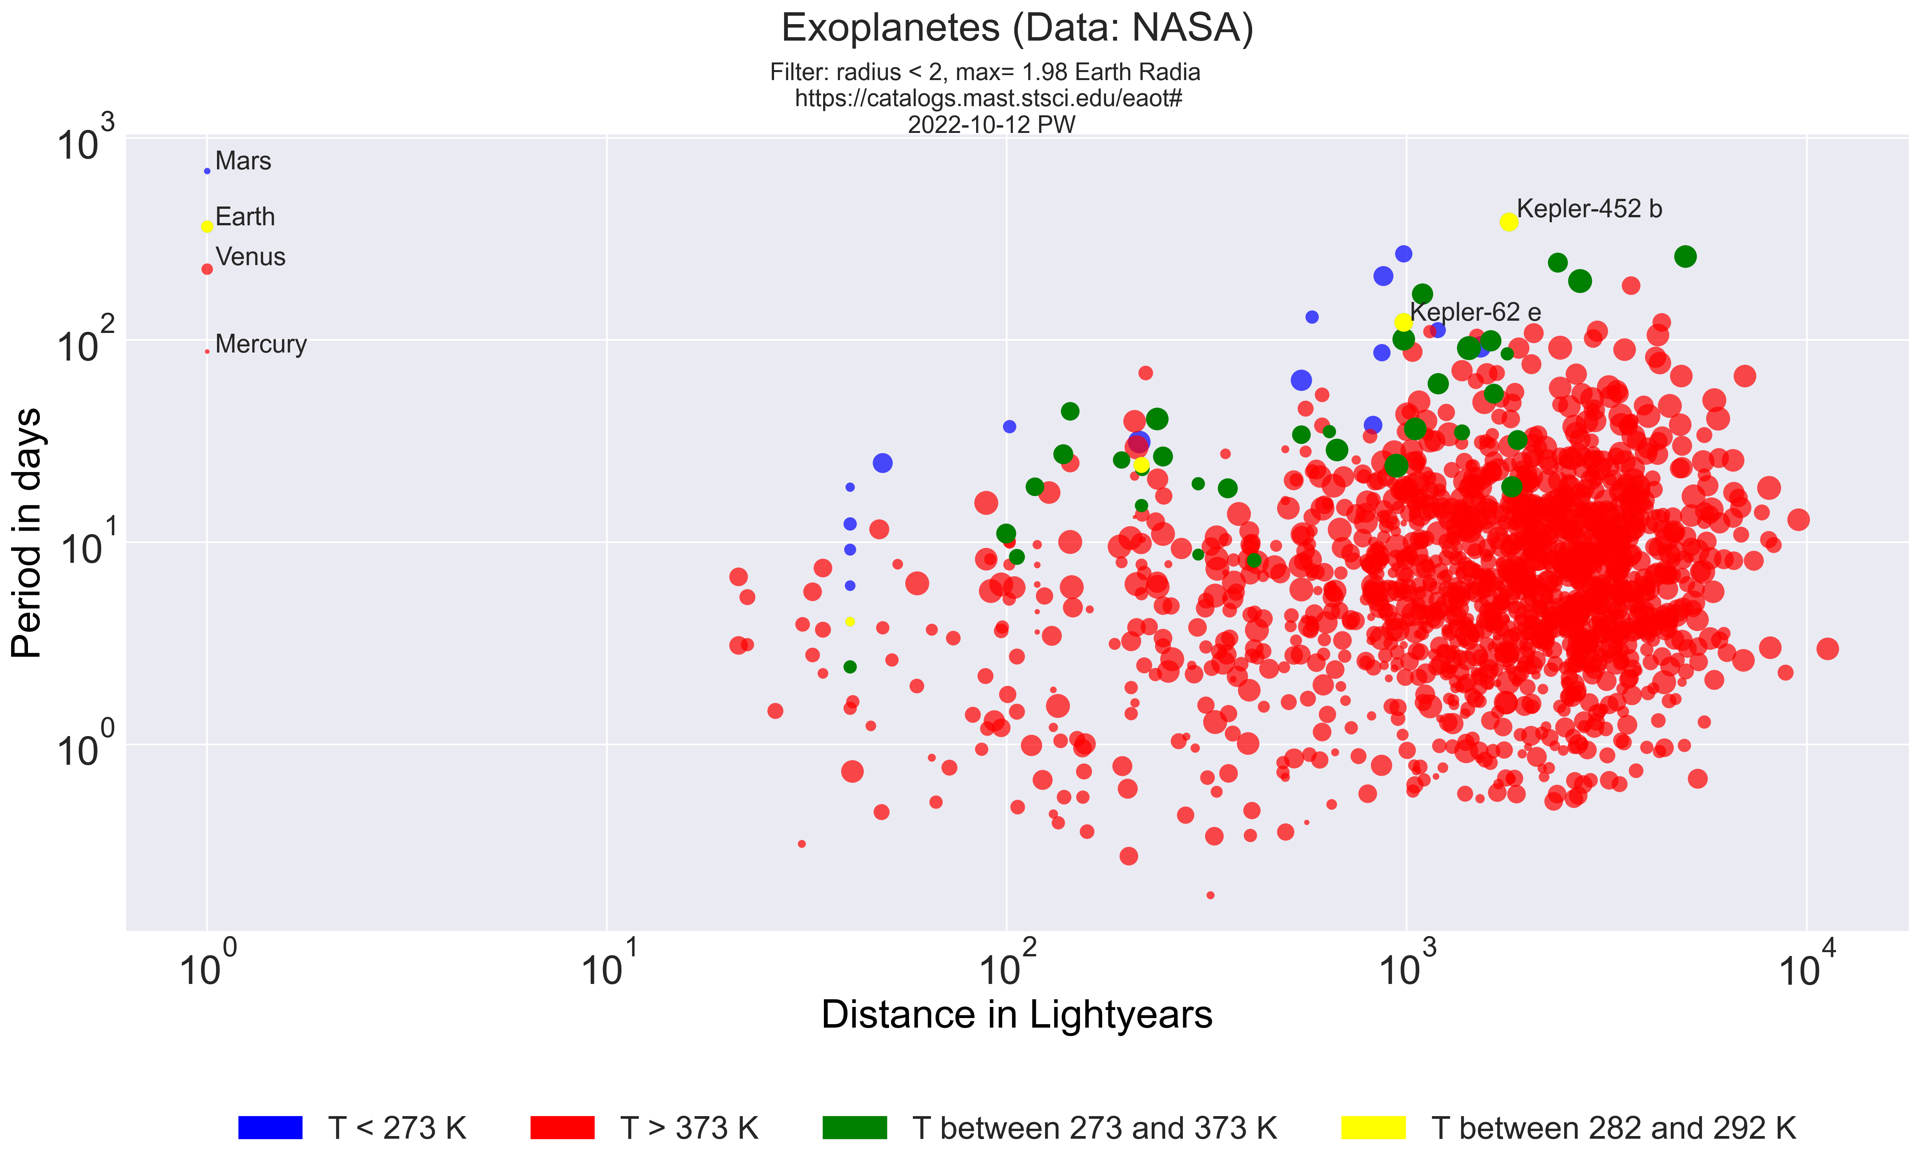 Exoplanetes (Data: NASA)
Filter: radius < 2, max= 1.98 Earth Radia
https://catalogs.mast.stsci.edu/eaot#
2022-10-12 PW
10³
Mars
Earth
Kepler-452 b
Venus
Kepler-62 e
10²
Mercury
Period in days
10¹
10⁰
10⁰ 10¹ 10² 10³ 10⁴
Distance in Lightyears
T < 273 K T > 373 K T between 273 and 373 K T between 282 and 292 K